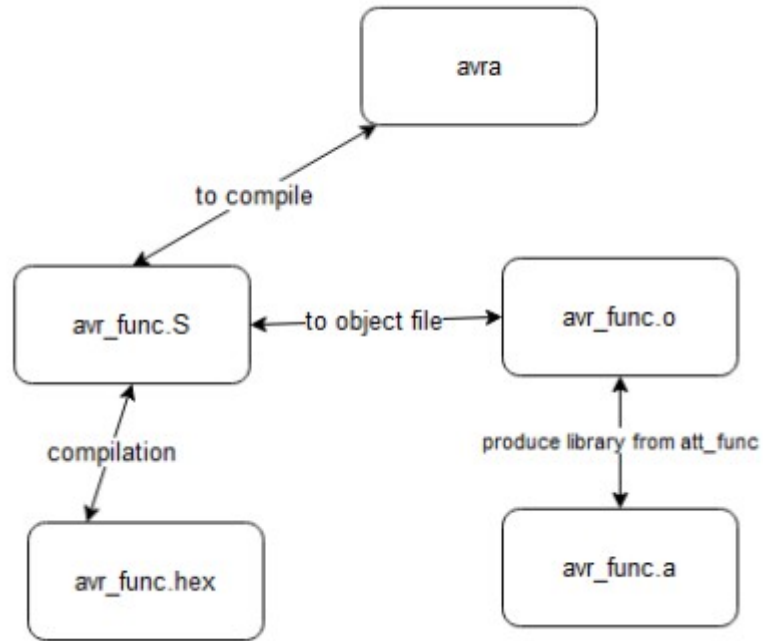 avra
to compile
avr_func.S
to object file
avr_func.o
compilation
produce library from att_func
avr_func.hex
avr_func.a